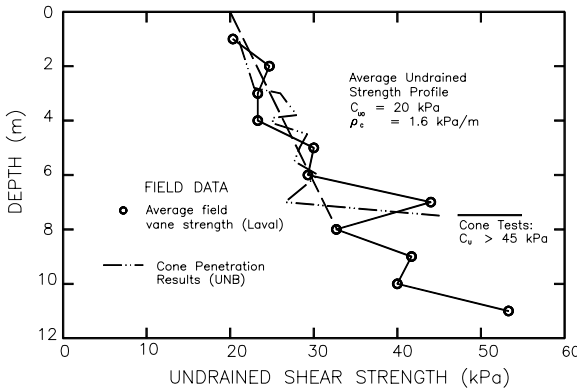 0
2
4
6
8
10
12
DEPTH (m)
Average Undrained
Strength Profile
Cuo = 20 kPa
ρc = 1.6 kPa/m
FIELD DATA
Average field
vane strength (Laval)
Cone Penetration
Results (UNB)
Cone Tests:
Cu > 45 kPa
0 10 20 30 40 50 60
UNDRAINED SHEAR STRENGTH (kPa)